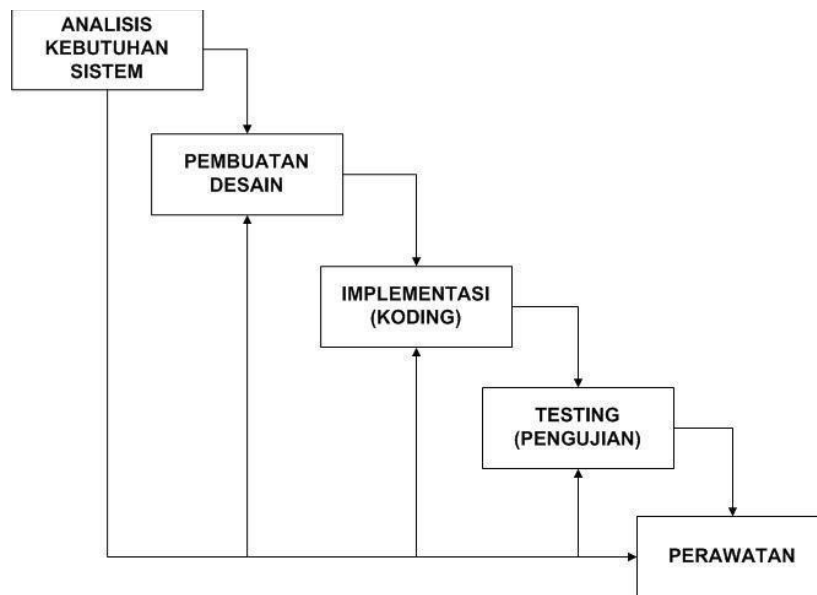 ANALISIS
KEBUTUHAN
SISTEM
PEMBUATAN
DESAIN
IMPLEMENTASI
(KODING)
TESTING
(PENGUJIAN)
PERAWATAN